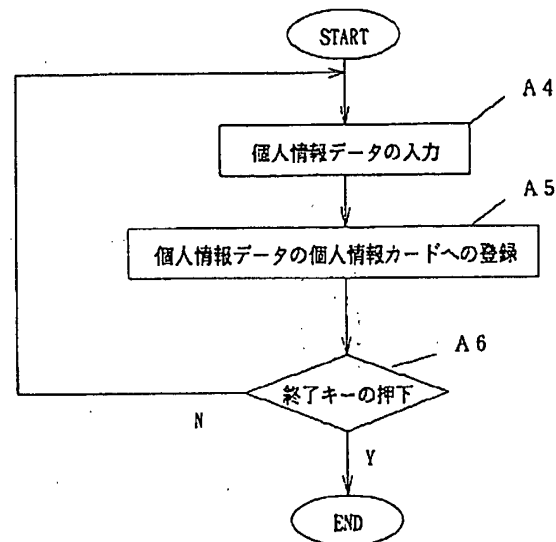 START
A4
個人情報データの入力
A5
個人情報データの個人情報カードへの登録
A6
終了キーの押下
N
Y
END